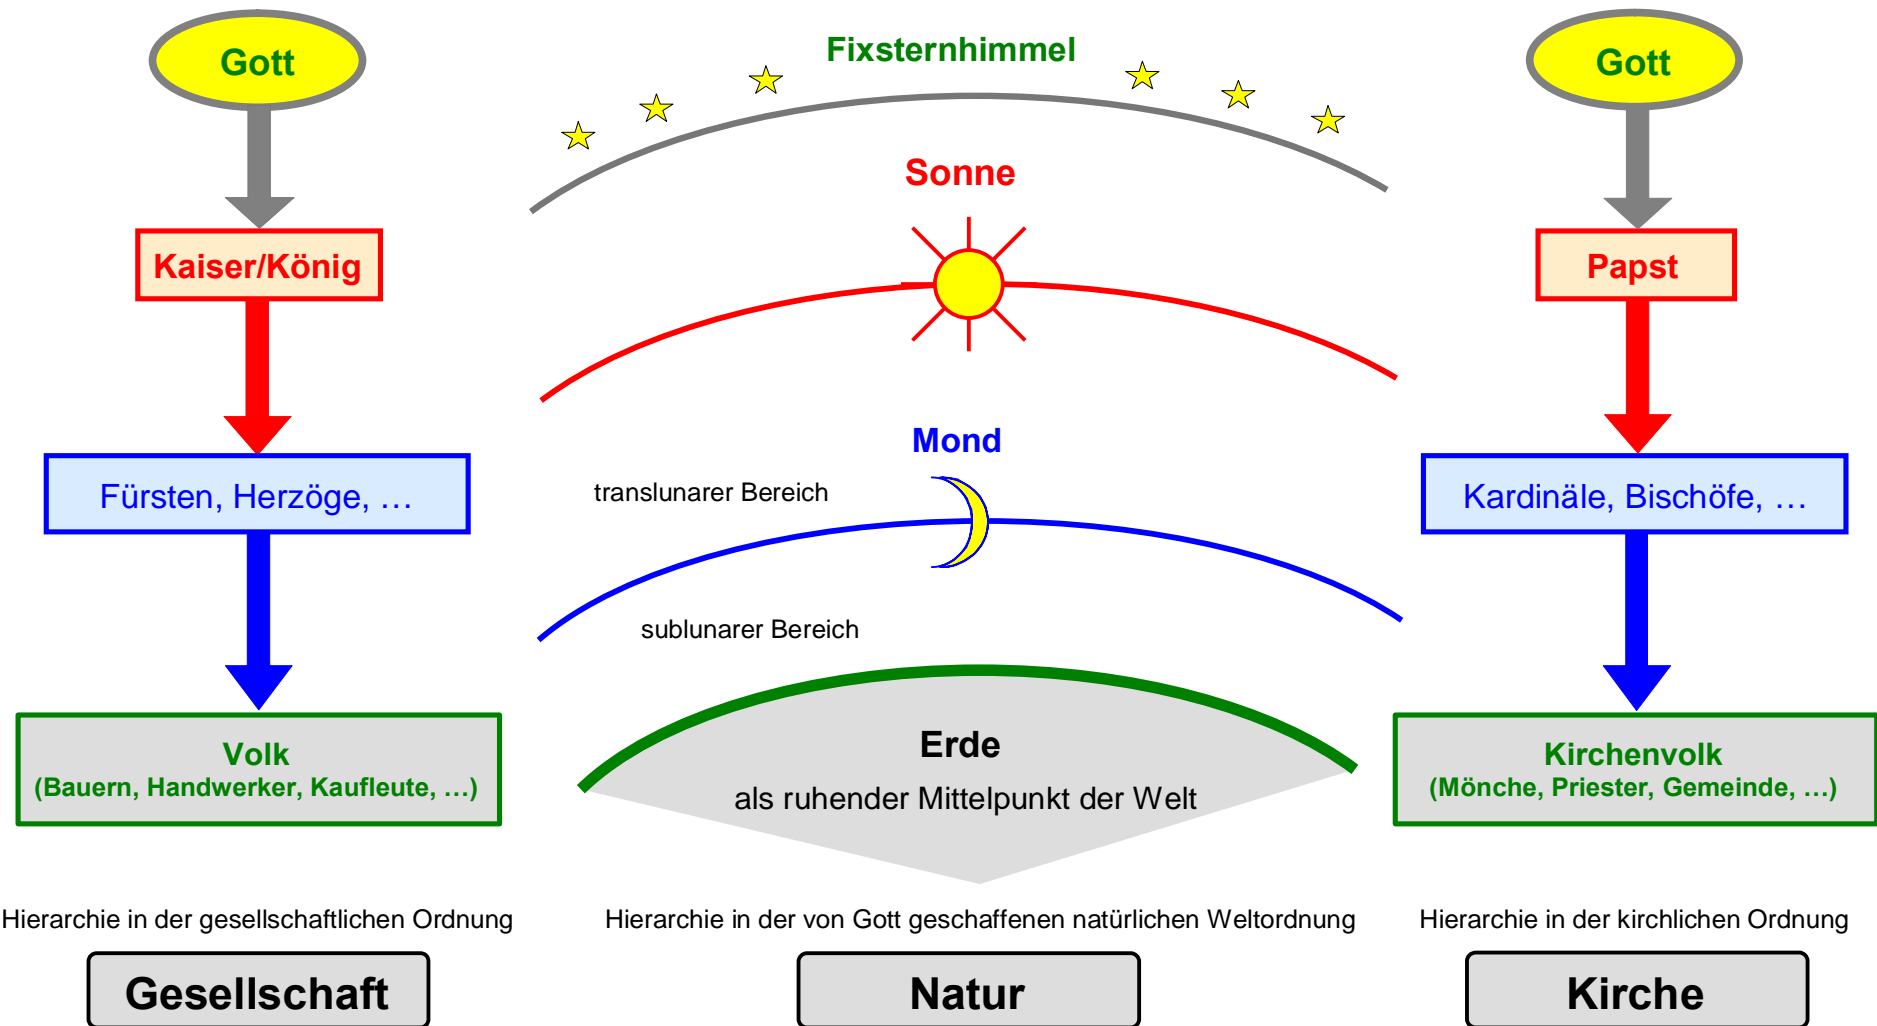 Gott
Kaiser/König
Fürsten, Herzöge, …
Volk
(Bauern, Handwerker, Kaufleute, …)
Hierarchie in der gesellschaftlichen Ordnung
Gesellschaft
Fixsternhimmel
Sonne
Mond
translunarer Bereich
sublunarer Bereich
Erde
als ruhender Mittelpunkt der Welt
Hierarchie in der von Gott geschaffenen natürlichen Weltordnung
Natur
Gott
Papst
Kardinäle, Bischöfe, …
Kirchenvolk
(Mönche, Priester, Gemeinde, …)
Hierarchie in der kirchlichen Ordnung
Kirche